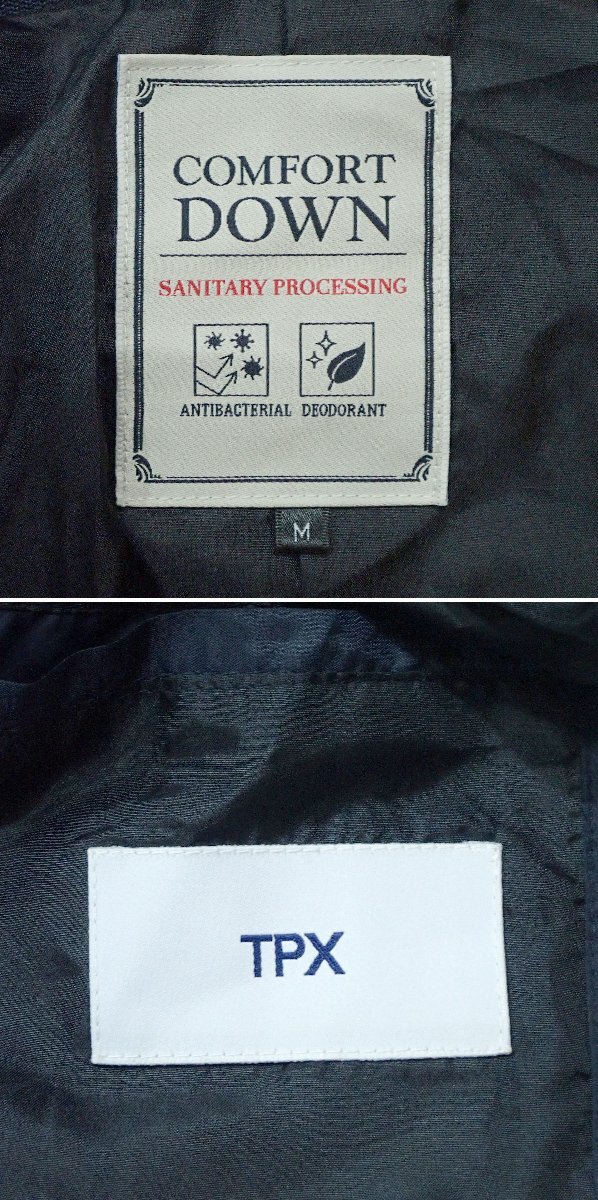 COMFORT
DOWN
SANITARY PROCESSING
ANTIBACTERIAL DEODORANT
M
TPX